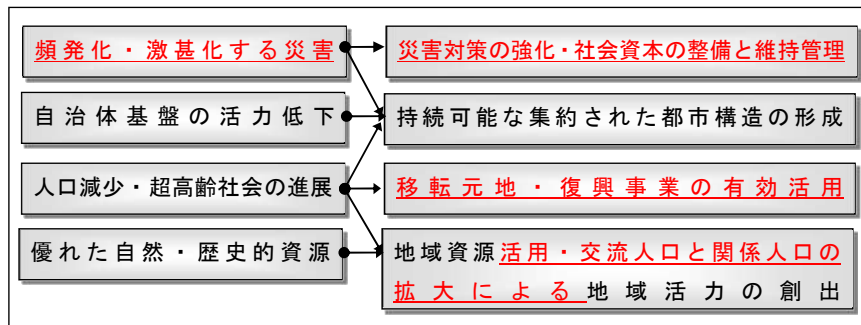 頻発化・激甚化する災害
災害対策の強化・社会資本の整備と維持管理
自治体基盤の活力低下
持続可能な集約された都市構造の形成
人口減少・超高齢社会の進展
移転元地・復興事業の有効活用
優れた自然・歴史的資源
地域資源活用・交流人口と関係人口の
拡大による地域活力の創出